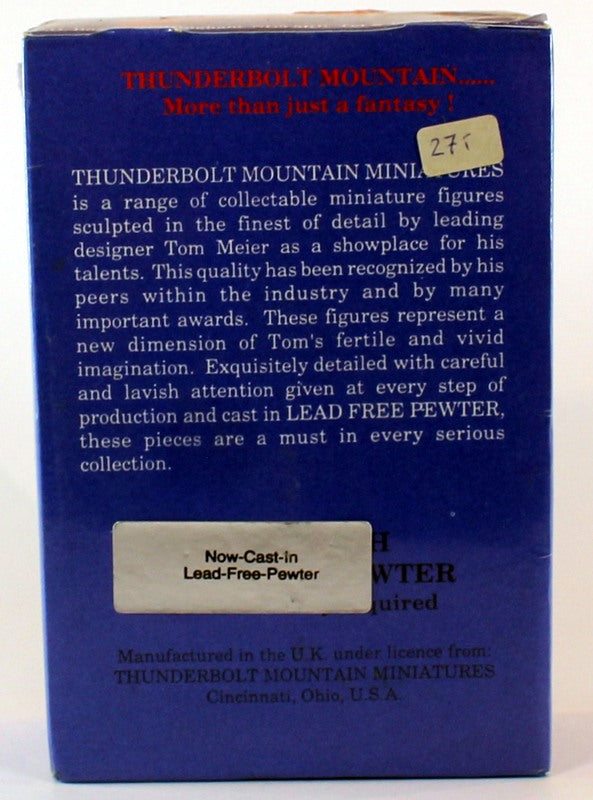 THUNDERBOLT MOUNTAIN......
More than just a fantasy !
27T
THUNDERBOLT MOUNTAIN MINIATURES
is a range of collectable miniature figures
sculpted in the finest of detail by leading
designer Tom Meier as a showplace for his
talents. This quality has been recognized by his
peers within the industry and by many
important awards. These figures represent a
new dimension of Tom's fertile and vivid
imagination. Exquisitely detailed with careful
and lavish attention given at every step of
production and cast in LEAD FREE PEWTER,
these pieces are a must in every serious
collection.
Now-Cast-in
Lead-Free-Pewter
H
WTER
quired
Manufactured in the U.K. under licence from:
THUNDERBOLT MOUNTAIN MINIATURES
Cincinnati, Ohio, U.S.A.